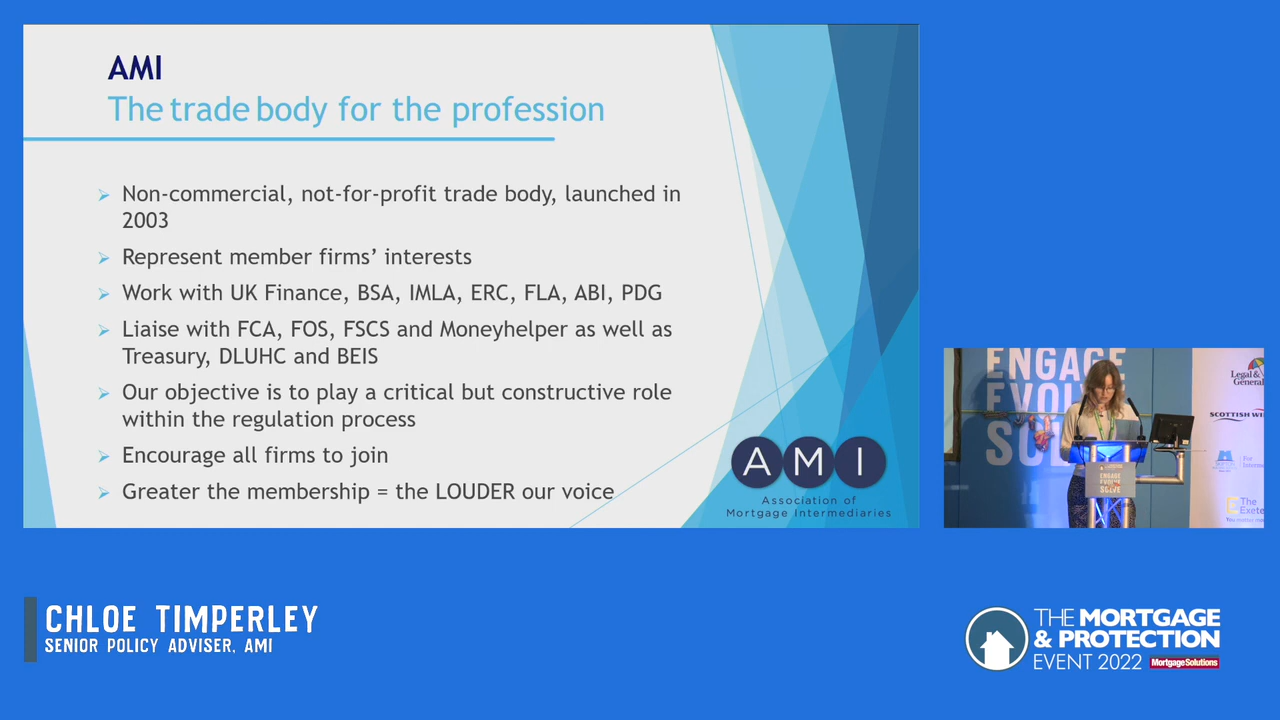 AMI
The trade body for the profession
Non-commercial, not-for-profit trade body, launched in
2003
Represent member firms’ interests
Work with UK Finance, BSA, IMLA, ERC, FLA, ABI, PDG
Liaise with FCA, FOS, FSCS and Moneyhelper as well as
Treasury, DLUHC and BEIS
Our objective is to play a critical but constructive role
within the regulation process
Encourage all firms to join
Greater the membership = the LOUDER our voice
AMI
Association of
Mortgage Intermediaries
ENGAGE
Legal &
General
SCOTTISH
The
ENGAGE
EVOLVE
SOLVE
CHLOE TIMPERLEY
SENIOR POLICY ADVISER, AMI
THE MORTGAGE
& PROTECTION
EVENT 2022 MortgageSolutions